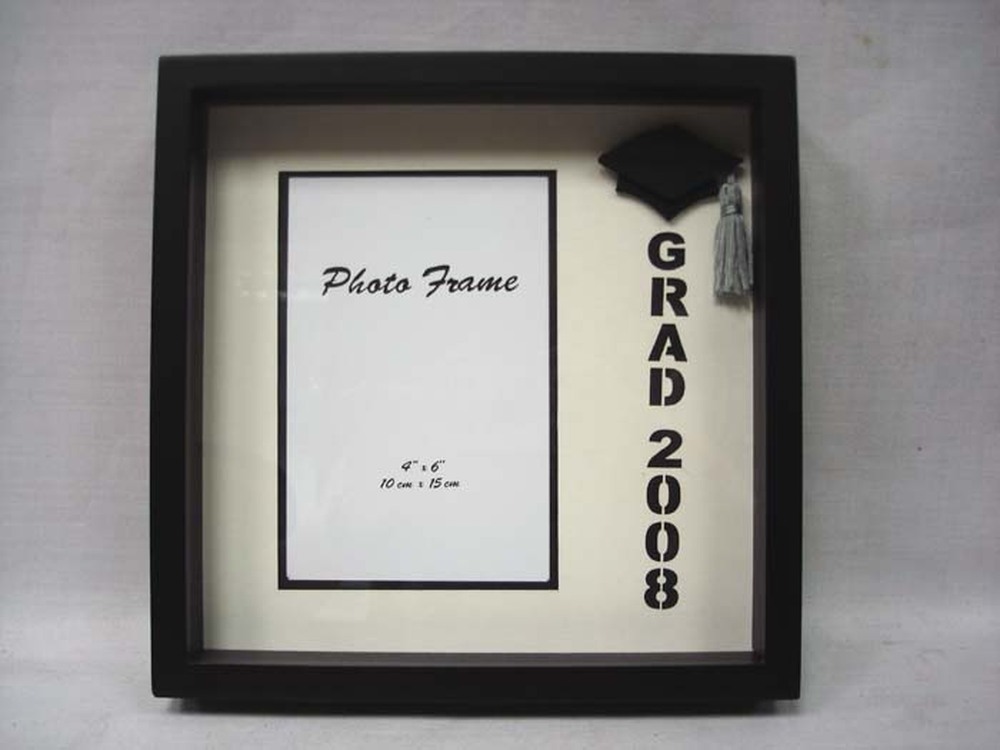 Photo Frame
4" x 6"
10 cm x 15 cm
GRAD 2008